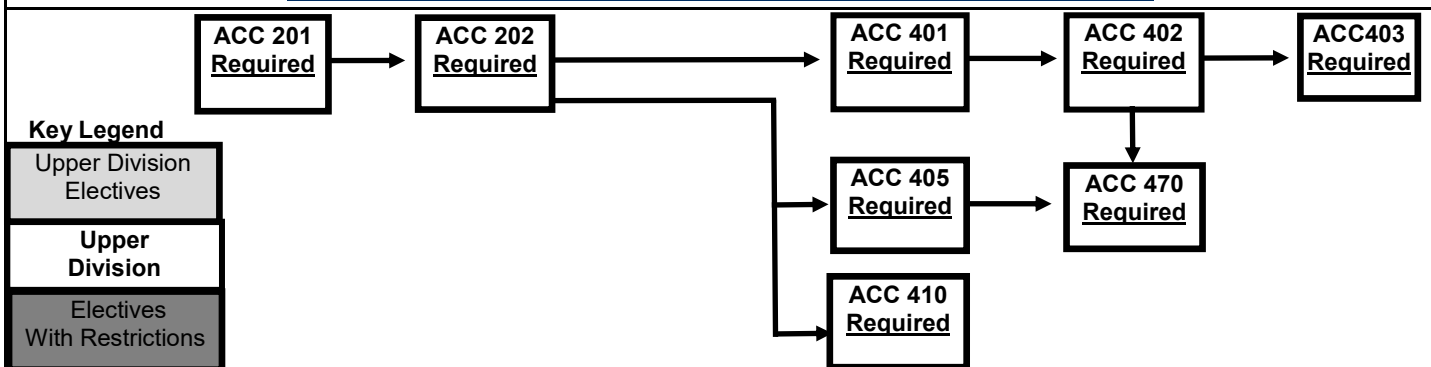 ACC 201
Required
ACC 202
Required
ACC 401
Required
ACC 402
Required
ACC403
Required
Key Legend
Upper Division
Electives
Upper
Division
Electives
With Restrictions
ACC 405
Required
ACC 470
Required
ACC 410
Required